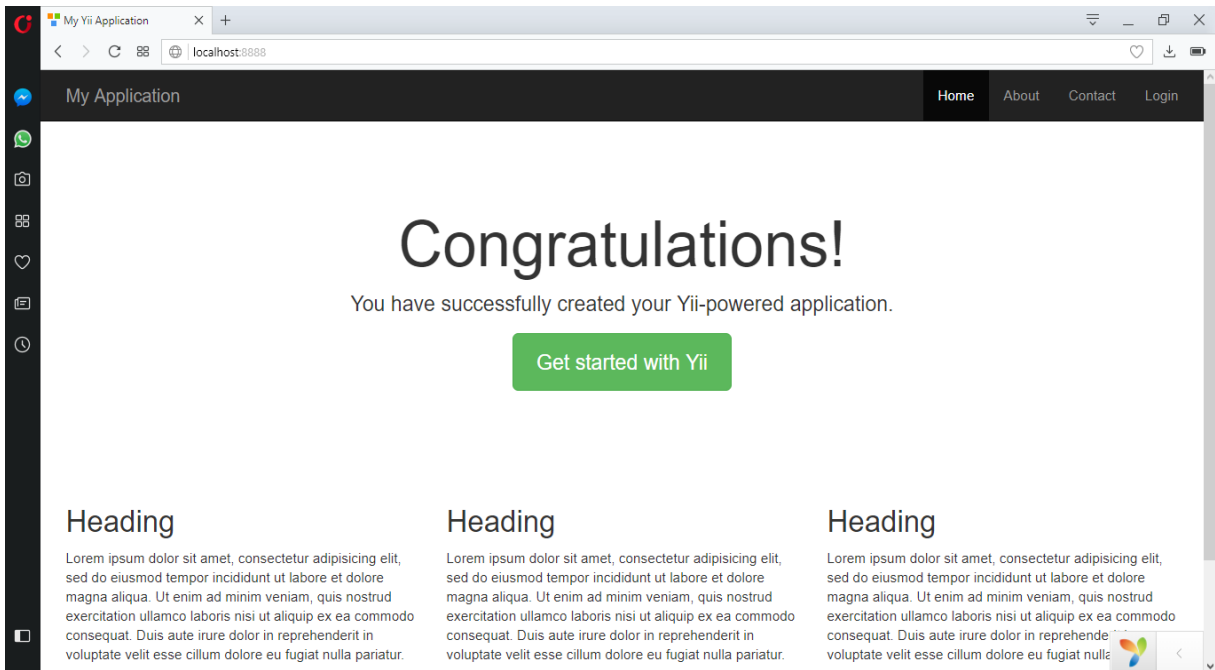 My Yii Application
localhost:8888
My Application
Home About Contact Login
Congratulations!
You have successfully created your Yii-powered application.
Get started with Yii
Heading
Lorem ipsum dolor sit amet, consectetur adipisicing elit,
sed do eiusmod tempor incididunt ut labore et dolore
magna aliqua. Ut enim ad minim veniam, quis nostrud
exercitation ullamco laboris nisi ut aliquip ex ea commodo
consequat. Duis aute irure dolor in reprehenderit in
voluptate velit esse cillum dolore eu fugiat nulla pariatur.
Heading
Lorem ipsum dolor sit amet, consectetur adipisicing elit,
sed do eiusmod tempor incididunt ut labore et dolore
magna aliqua. Ut enim ad minim veniam, quis nostrud
exercitation ullamco laboris nisi ut aliquip ex ea commodo
consequat. Duis aute irure dolor in reprehenderit in
voluptate velit esse cillum dolore eu fugiat nulla pariatur.
Heading
Lorem ipsum dolor sit amet, consectetur adipisicing elit,
sed do eiusmod tempor incididunt ut labore et dolore
magna aliqua. Ut enim ad minim veniam, quis nostrud
exercitation ullamco laboris nisi ut aliquip ex ea commodo
consequat. Duis aute irure dolor in
voluptate velit esse cillum dolore eu fugiat nulla